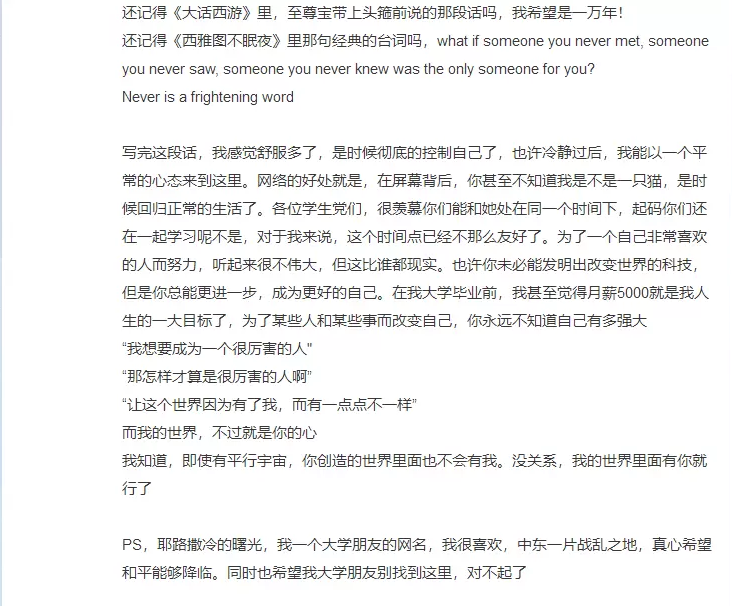 还记得《大话西游》里，至尊宝带上头箍前说的那段话吗，我希望是一万年！
还记得《西雅图不眠夜》里那句经典的台词吗，what if someone you never met, someone
you never saw, someone you never knew was the only someone for you?
Never is a frightening word
写完这段话，我感觉舒服多了，是时候彻底的控制自己了，也许冷静过后，我能以一个平
常的心态来到这里。网络的好处就是，在屏幕背后，你甚至不知道我是不是一只猫，是时
候回归正常的生活了。各位学生党们，很羡慕你们能和她处在同一个时间下，起码你们还
在一起学习呢不是，对于我来说，这个时间点已经不那么友好了。为了一个自己非常喜欢
的人而努力，听起来很不伟大，但这比谁都现实。也许你未必能发明出改变世界的科技，
但是你总能更进一步，成为更好的自己。在我大学毕业前，我甚至觉得月薪5000就是我人
生的一大目标了，为了某些人和某些事而改变自己，你永远不知道自己有多强大
“我想要成为一个很厉害的人"
“那怎样才算是很厉害的人啊”
“让这个世界因为有了我，而有一点点不一样”
而我的世界，不过就是你的心
我知道，即使有平行宇宙，你创造的世界里面也不会有我。没关系，我的世界里面有你就
行了
PS，耶路撒冷的曙光，我一个大学朋友的网名，我很喜欢，中东一片战乱之地，真心希望
和平能够降临。同时也希望我大学朋友别找到这里，对不起了